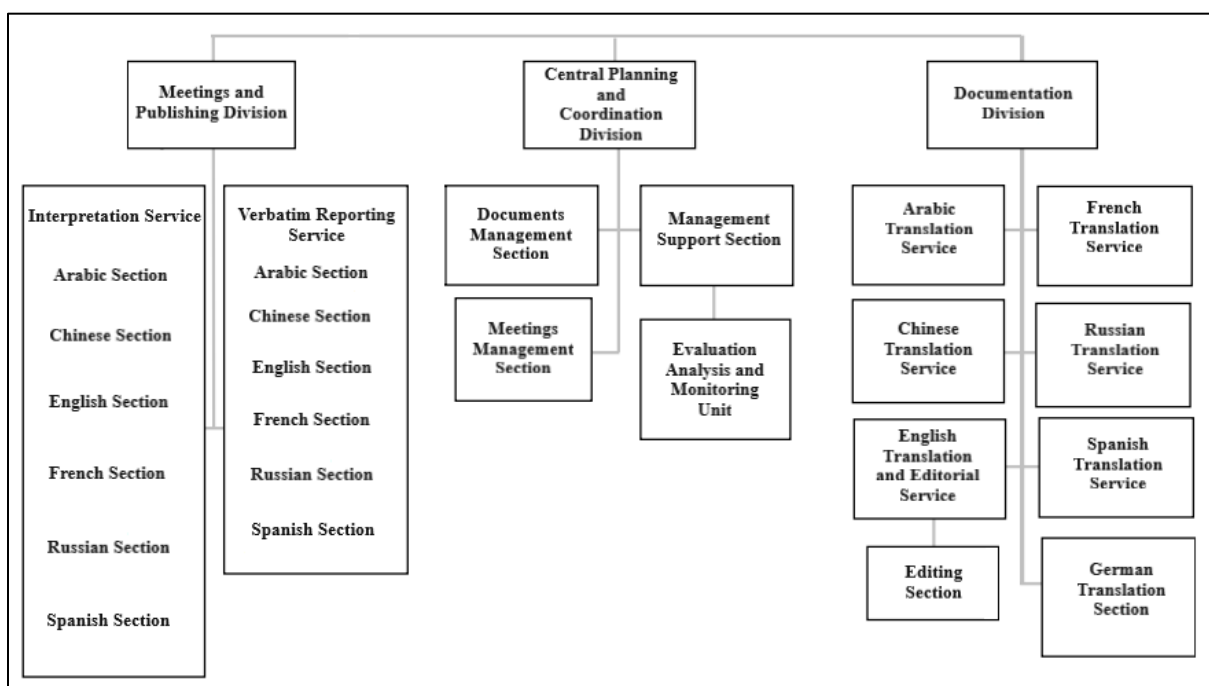 Meetings and
Publishing Division
Central Planning
and
Coordination
Division
Documentation
Division
Interpretation Service
Arabic Section
Chinese Section
English Section
French Section
Russian Section
Spanish Section
Verbatim Reporting
Service
Arabic Section
Chinese Section
English Section
French Section
Russian Section
Spanish Section
Documents
Management
Section
Management
Support Section
Meetings
Management
Section
Evaluation
Analysis and
Monitoring
Unit
Arabic
Translation
Service
French
Translation
Service
Chinese
Translation
Service
Russian
Translation
Service
English
Translation
and Editorial
Service
Spanish
Translation
Service
Editing
Section
German
Translation
Section